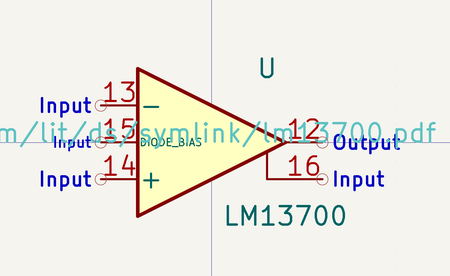 U
Input 13 −
m/lit/ds/symlink/lm13700.pdf
Input 15 DIODE_BIAS 12 Output
Input 14 + 16 Input
LM13700